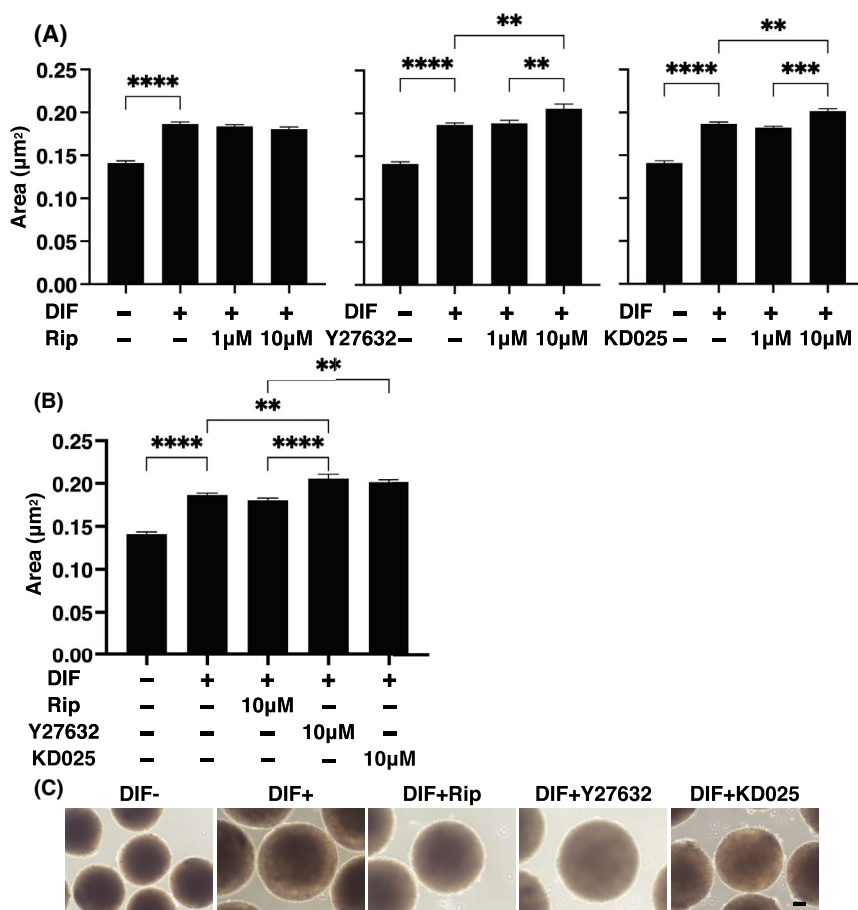 (A)
**** 
**** ** **
**** *** **
Area (µm²)
0.25
0.20
0.15
0.10
0.05
0.00
DIF − + + +
Rip − − 1µM 10µM
DIF − + + +
Y27632 − − 1µM 10µM
DIF − + + +
KD025 − − 1µM 10µM
(B)
**
**
**** ****
Area (µm²)
0.25
0.20
0.15
0.10
0.05
0.00
DIF − + + + +
Rip − − 10µM − −
Y27632 − − − 10µM −
KD025 − − − − 10µM
(C)
DIF- DIF+ DIF+Rip DIF+Y27632 DIF+KD025